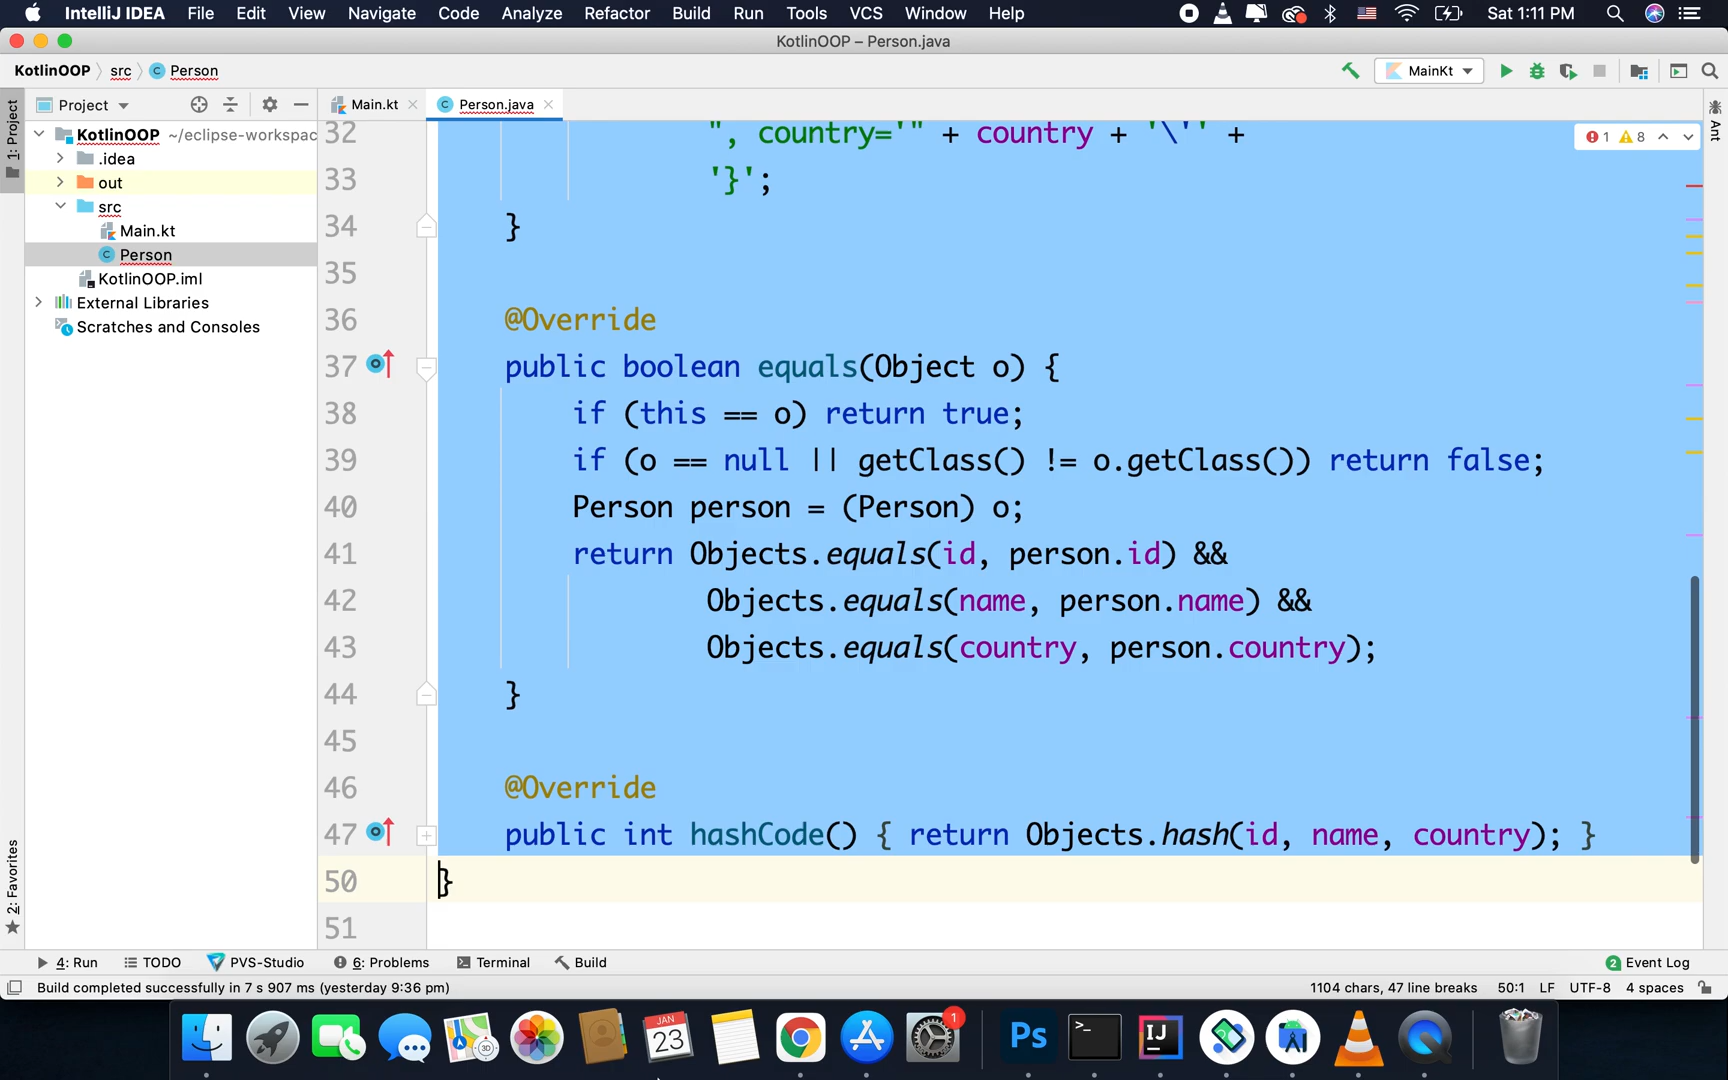 IntelliJ IDEA File Edit View Navigate Code Analyze Refactor Build Run Tools VCS Window Help Sat 1:11 PM
KotlinOOP – Person.java
KotlinOOP src Person MainKt
Project Main.kt Person.java
1: Project
Ant
KotlinOOP ~/eclipse-workspac
.idea
out
src
Main.kt
Person
KotlinOOP.iml
External Libraries
Scratches and Consoles
1 8
32 ", country='" + country + '\'' +
33 '}';
34 }
35
36 @Override
37 public boolean equals(Object o) {
38 if (this == o) return true;
39 if (o == null || getClass() != o.getClass()) return false;
40 Person person = (Person) o;
41 return Objects.equals(id, person.id) &&
42 Objects.equals(name, person.name) &&
43 Objects.equals(country, person.country);
44 }
45
46 @Override
47 public int hashCode() { return Objects.hash(id, name, country); }
50 }
51
2: Favorites
4: Run TODO PVS-Studio 6: Problems Terminal Build 2 Event Log
Build completed successfully in 7 s 907 ms (yesterday 9:36 pm) 1104 chars, 47 line breaks 50:1 LF UTF-8 4 spaces
JAN
23
3D
1
Ps
>_
IJ